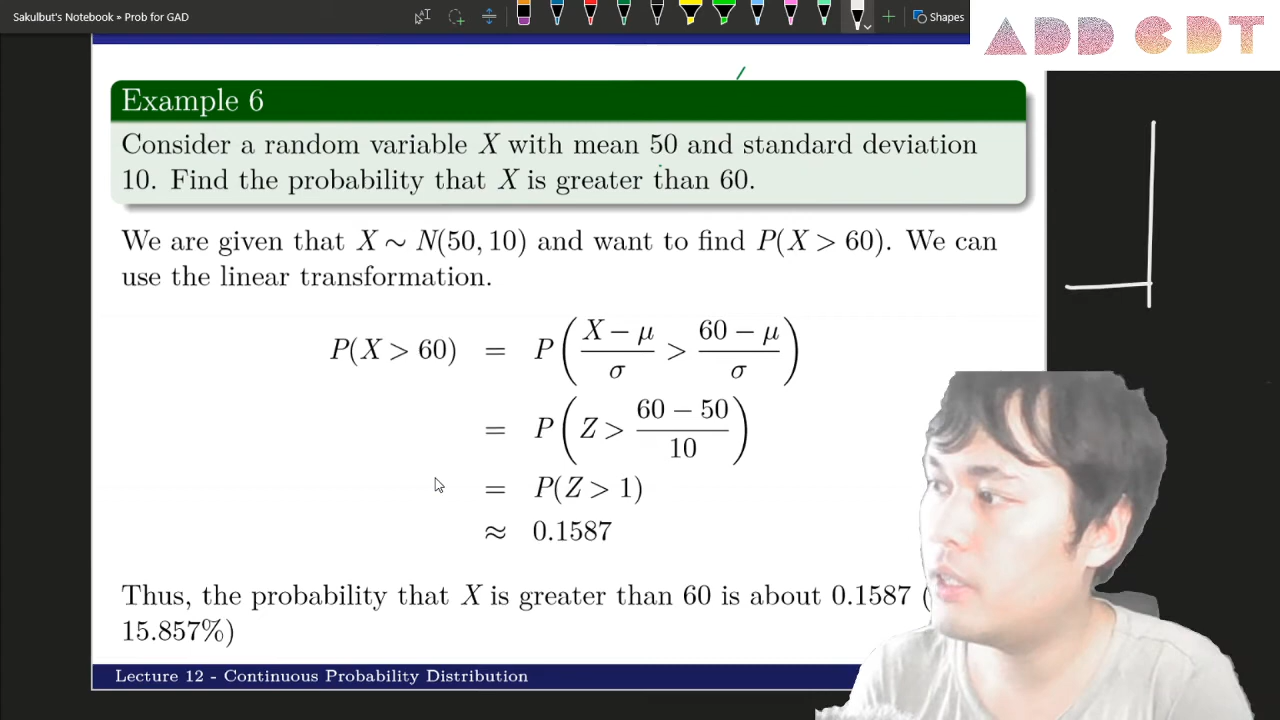 Sakulbut's Notebook » Prob for GAD
Shapes
ADD CDT
Example 6
Consider a random variable X with mean 50 and standard deviation
10. Find the probability that X is greater than 60.
We are given that X ∼ N(50, 10) and want to find P(X > 60). We can
use the linear transformation.
P(X > 60) = P((X − μ)/σ > (60 − μ)/σ)
= P(Z > (60 − 50)/10)
= P(Z > 1)
≈ 0.1587
Thus, the probability that X is greater than 60 is about 0.1587 (
15.857%)
Lecture 12 - Continuous Probability Distribution